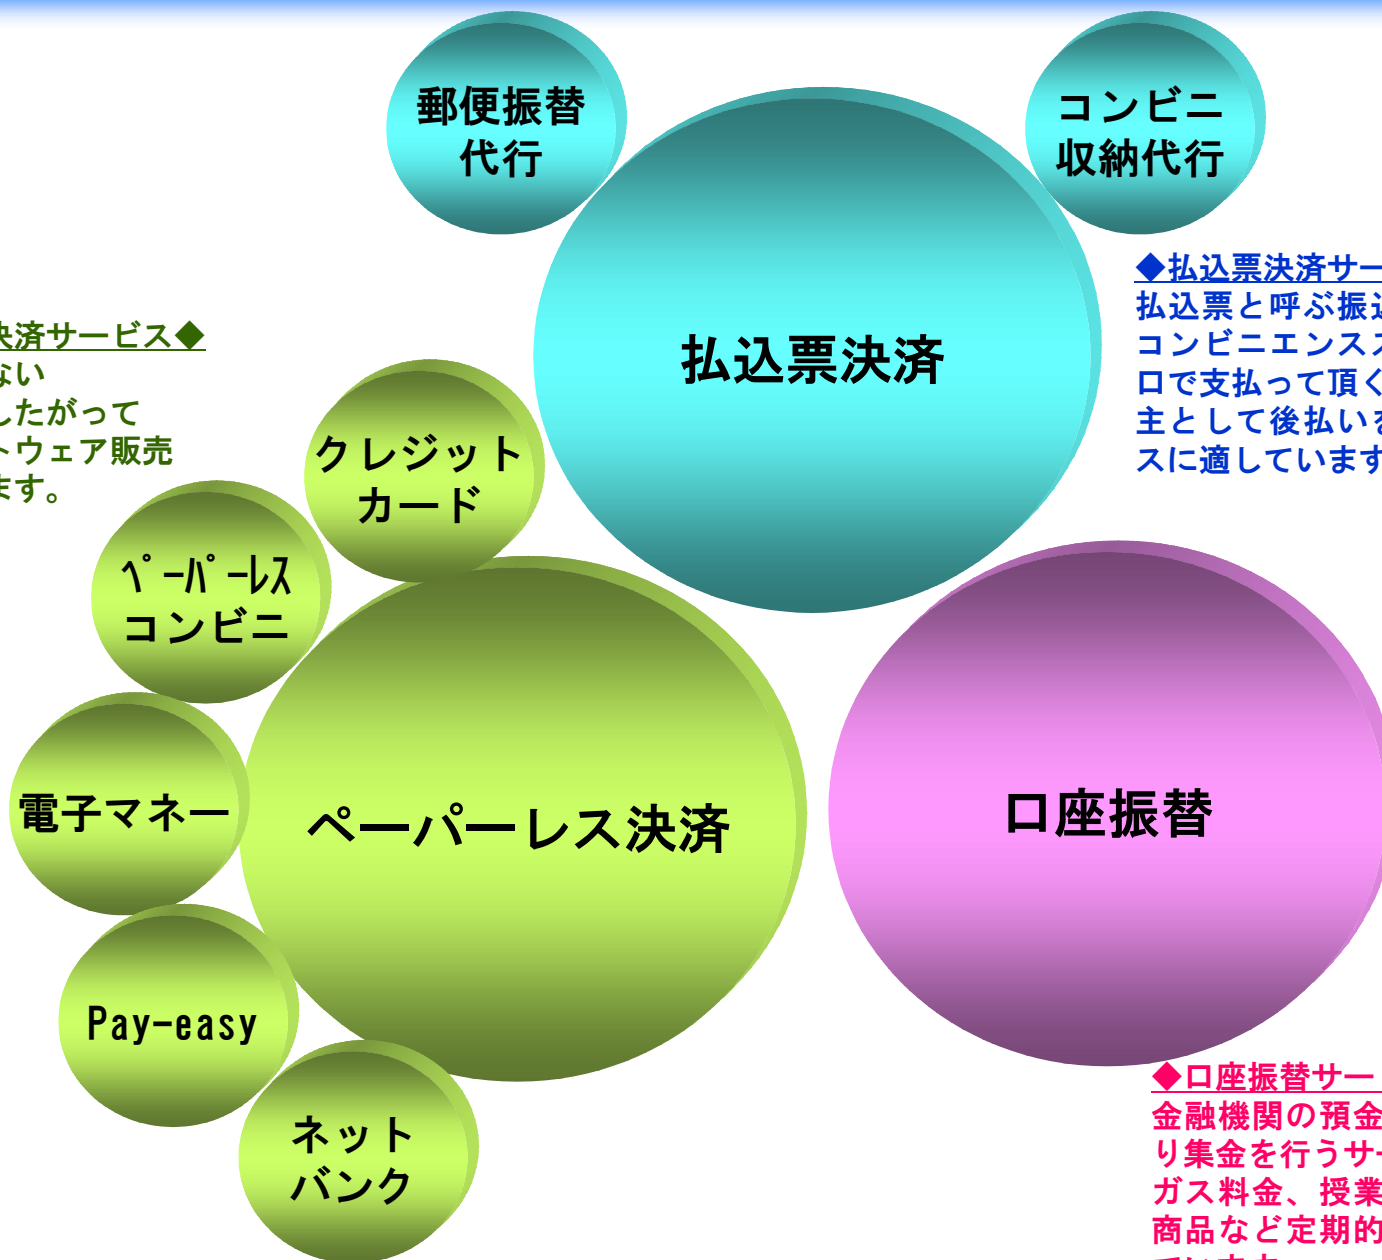 郵便振替
代行
コンビニ
収納代行
払込票決済
◆払込票決済サー
払込票と呼ぶ振込
コンビニエンスス
口で支払って頂く
主として後払いを
スに適しています
決済サービス◆
ない
したがって
トウェア販売
ます。
クレジット
カード
ﾍﾟｰﾊﾟｰﾚｽ
コンビニ
電子マネー
ペーパーレス決済
口座振替
Pay-easy
ネット
バンク
◆口座振替サー
金融機関の預金
り集金を行うサー
ガス料金、授業
商品など定期的